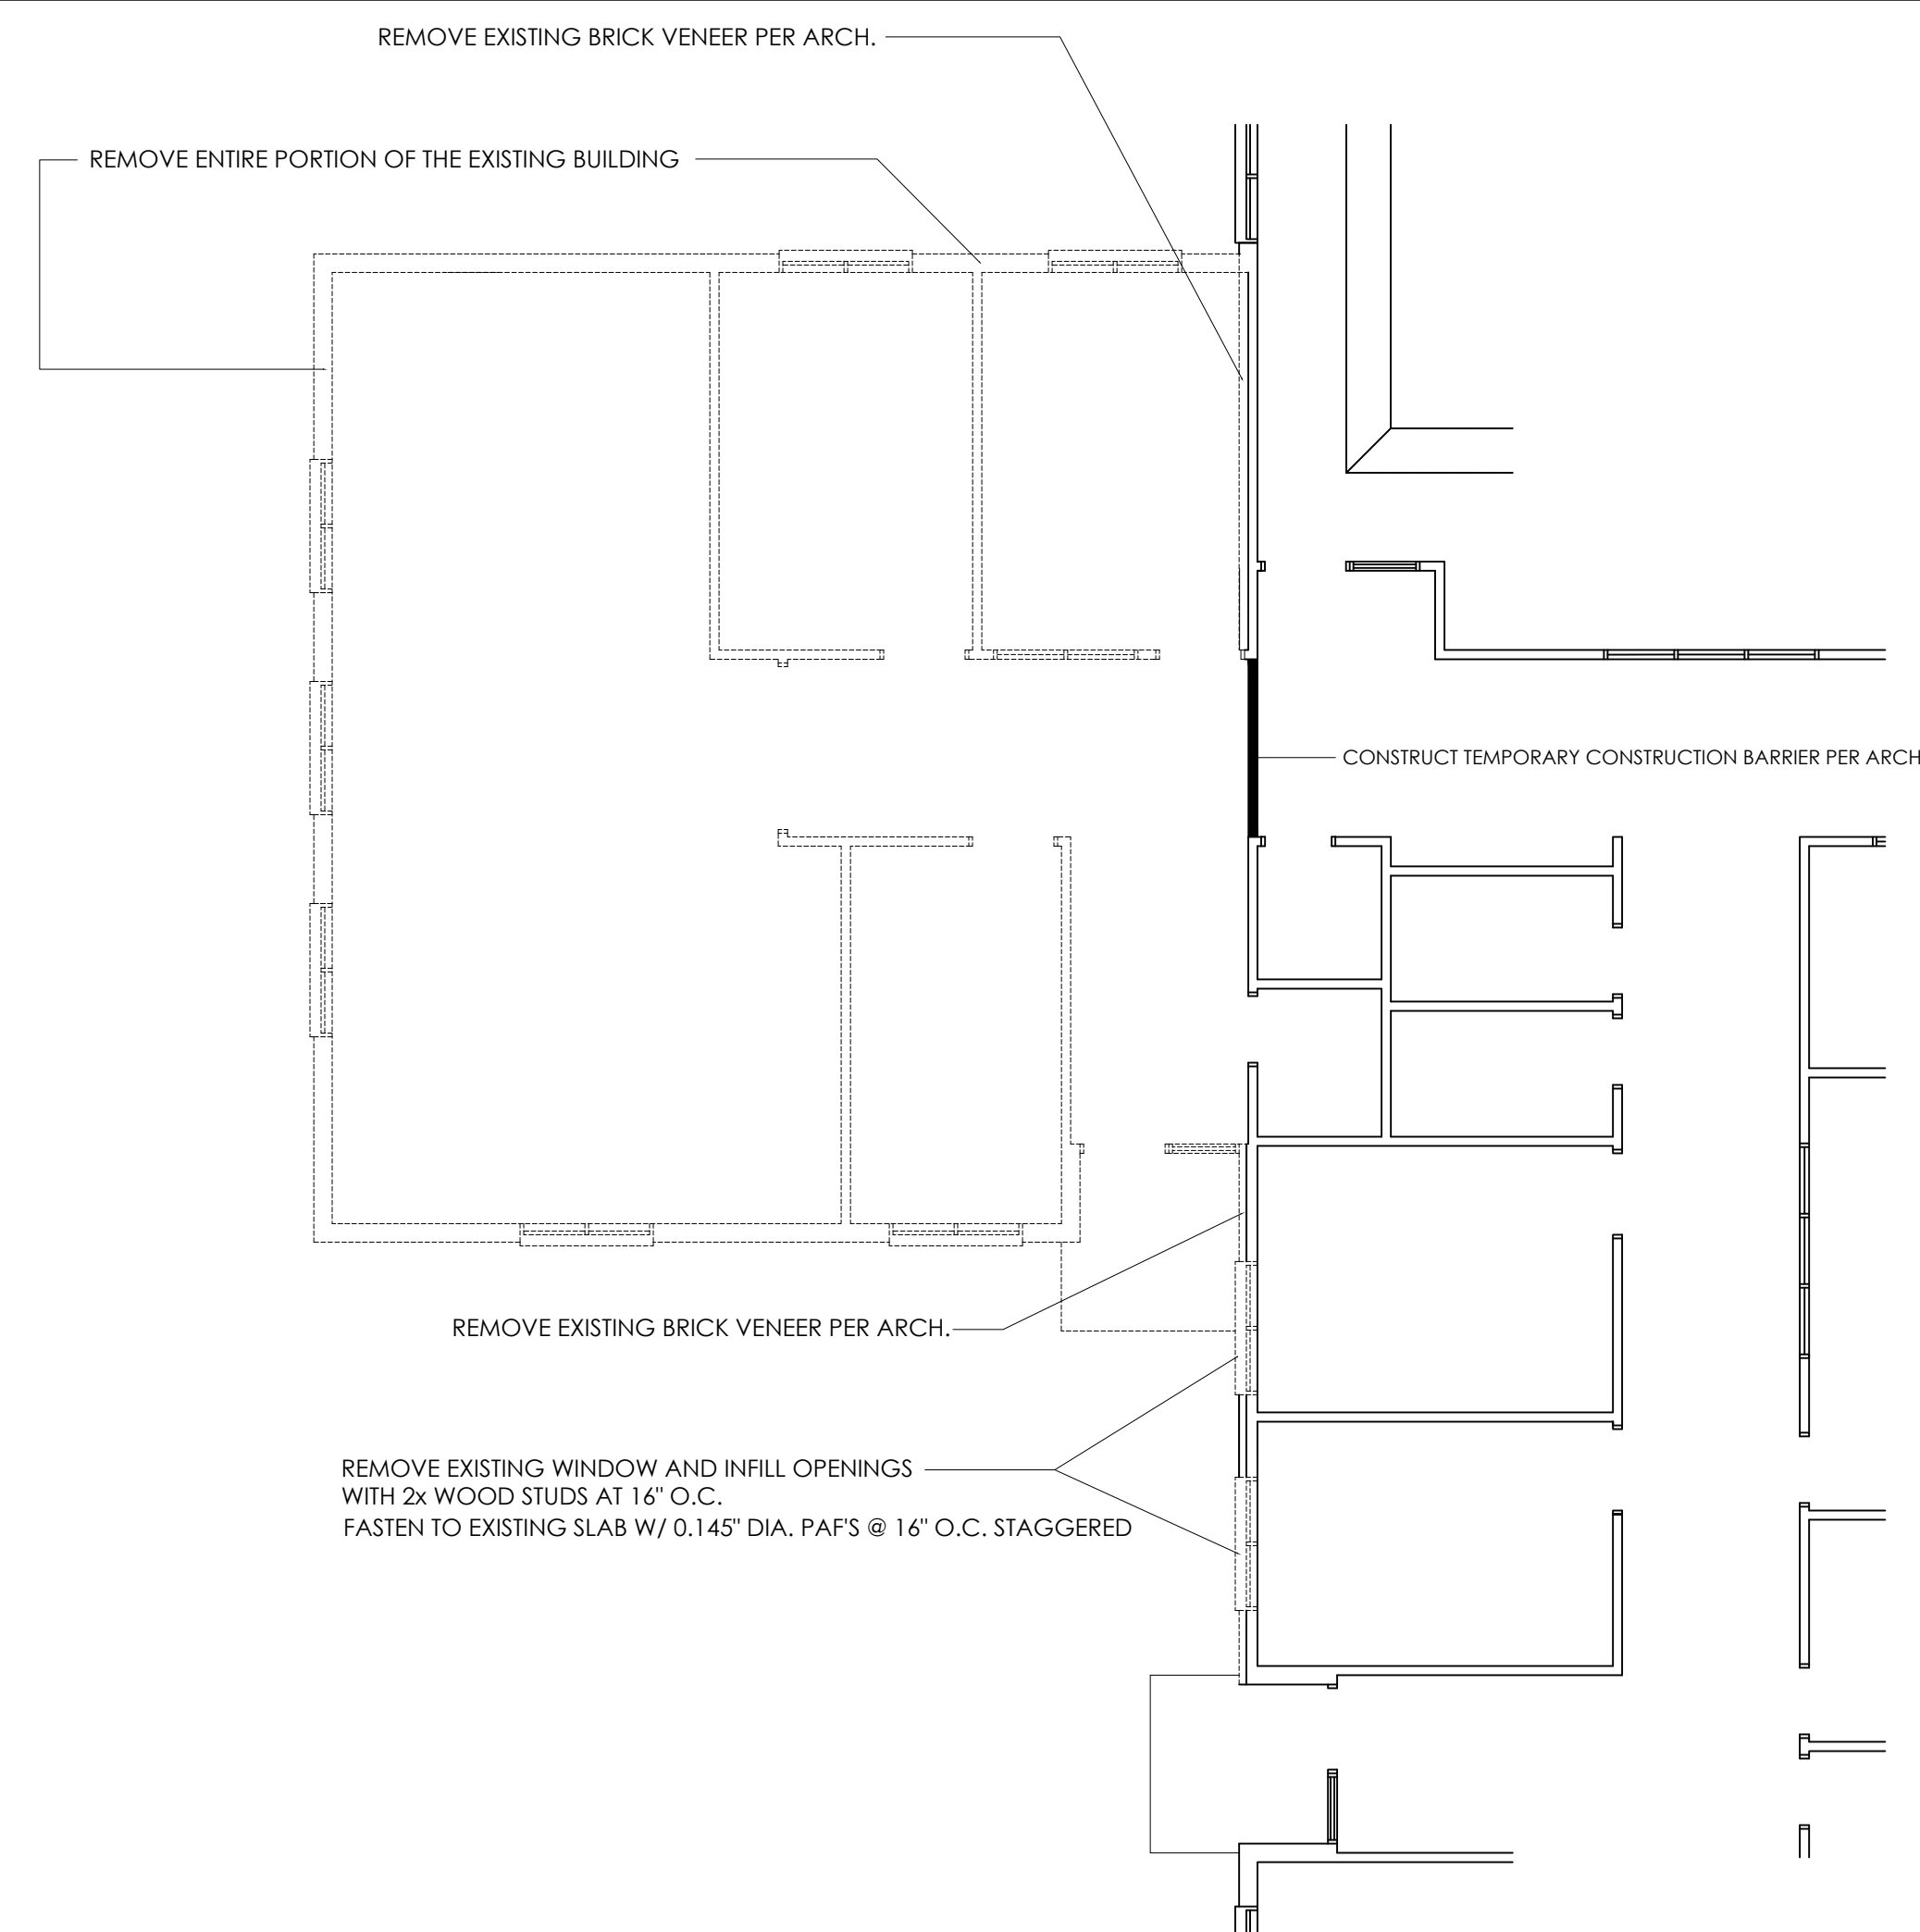 REMOVE EXISTING BRICK VENEER PER ARCH.
REMOVE ENTIRE PORTION OF THE EXISTING BUILDING
CONSTRUCT TEMPORARY CONSTRUCTION BARRIER PER ARCH
REMOVE EXISTING BRICK VENEER PER ARCH.
REMOVE EXISTING WINDOW AND INFILL OPENINGS
WITH 2x WOOD STUDS AT 16" O.C.
FASTEN TO EXISTING SLAB W/ 0.145" DIA. PAF'S @ 16" O.C. STAGGERED